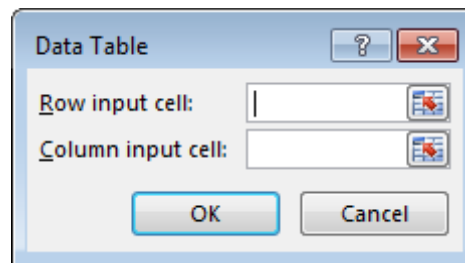 Data Table
?
Row input cell:
Column input cell:
OK Cancel